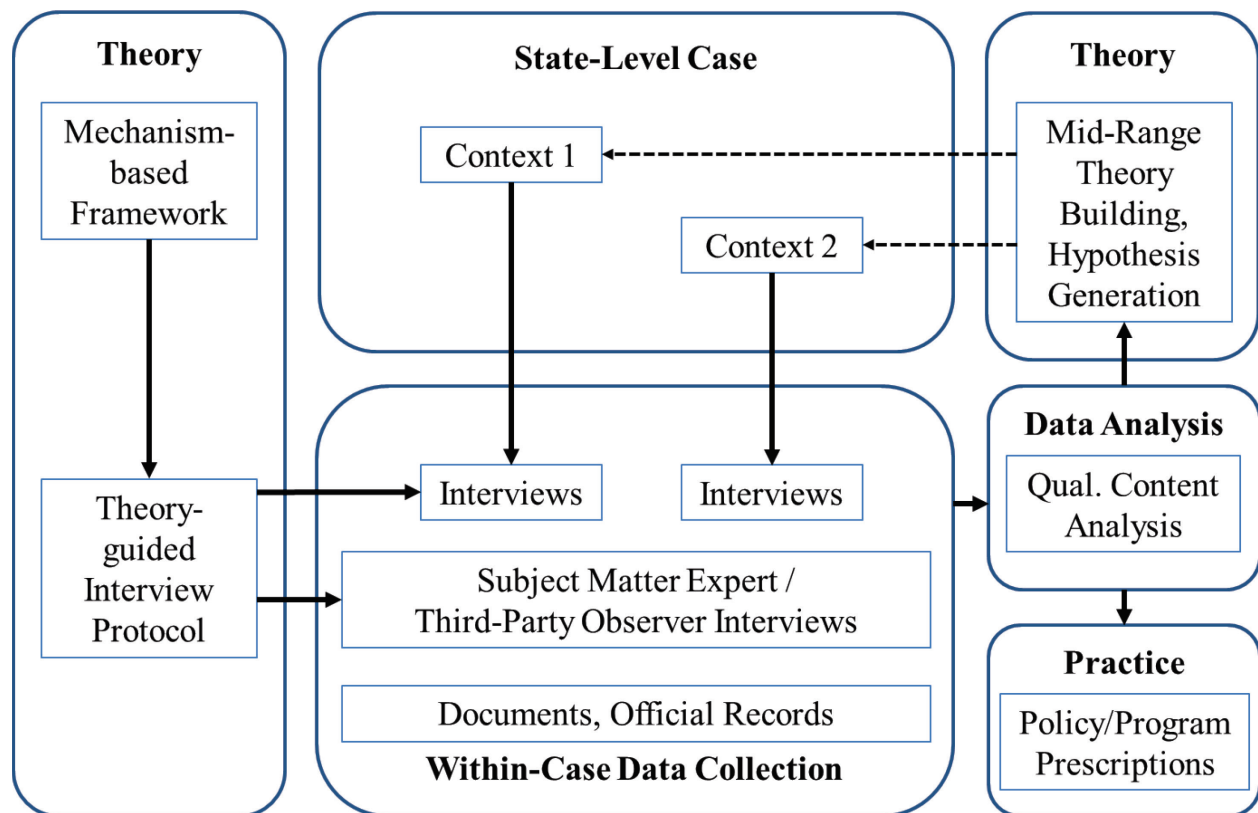 Theory
Mechanism-
based
Framework
Theory-
guided
Interview
Protocol
State-Level Case
Context 1
Context 2
Interviews
Interviews
Subject Matter Expert /
Third-Party Observer Interviews
Documents, Official Records
Within-Case Data Collection
Theory
Mid-Range
Theory
Building,
Hypothesis
Generation
Data Analysis
Qual. Content
Analysis
Practice
Policy/Program
Prescriptions